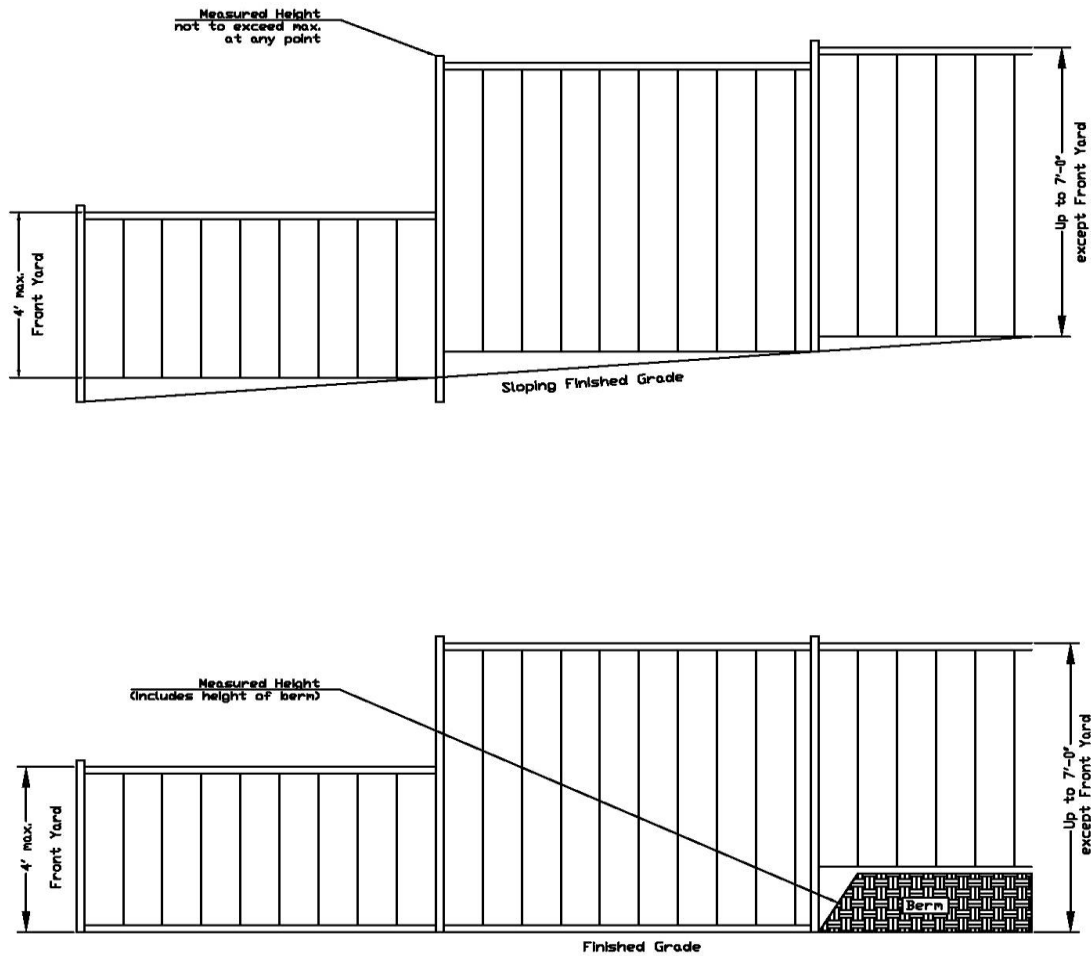 Measured Height
not to exceed max.
at any point
4' max.
Front Yard
Up to 7'-0"
except Front Yard
Sloping Finished Grade
Measured Height
(includes height of berm)
4' max.
Front Yard
Up to 7'-0"
except Front Yard
Berm
Finished Grade